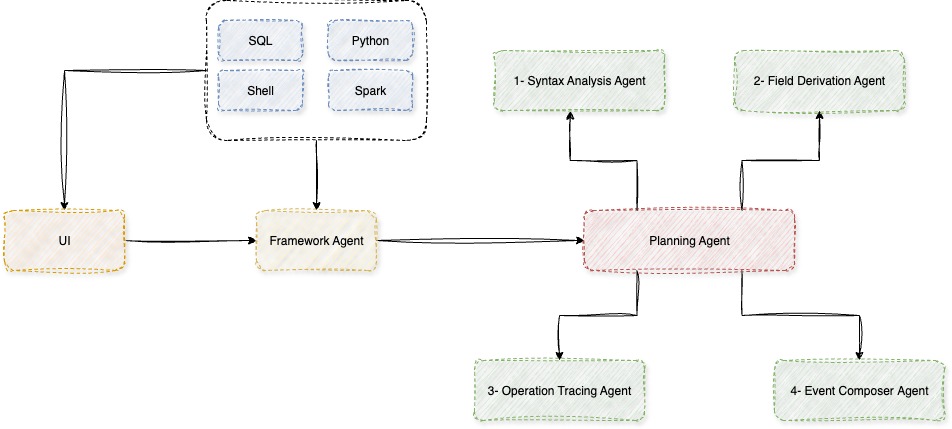 SQL
Python
Shell
Spark
1- Syntax Analysis Agent
2- Field Derivation Agent
UI
Framework Agent
Planning Agent
3- Operation Tracing Agent
4- Event Composer Agent